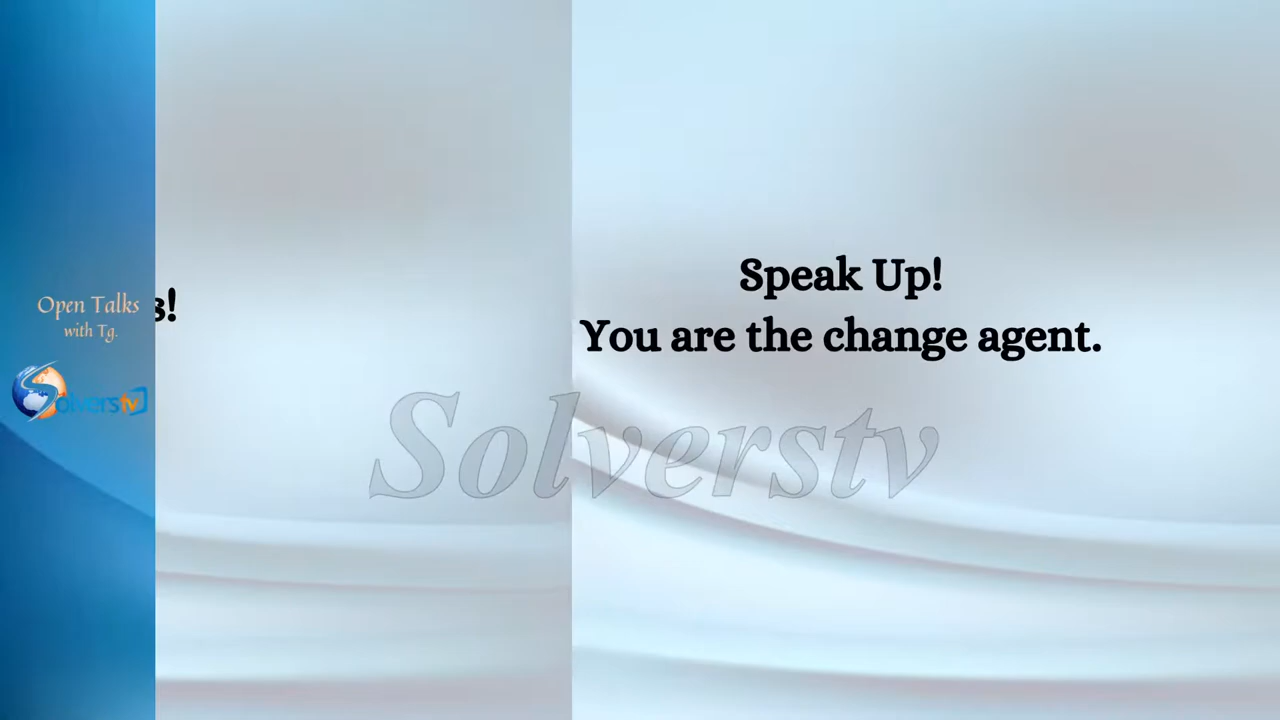 Open Talks
with Tg.
Solverstv
s!
Speak Up!
You are the change agent.
Solverstv